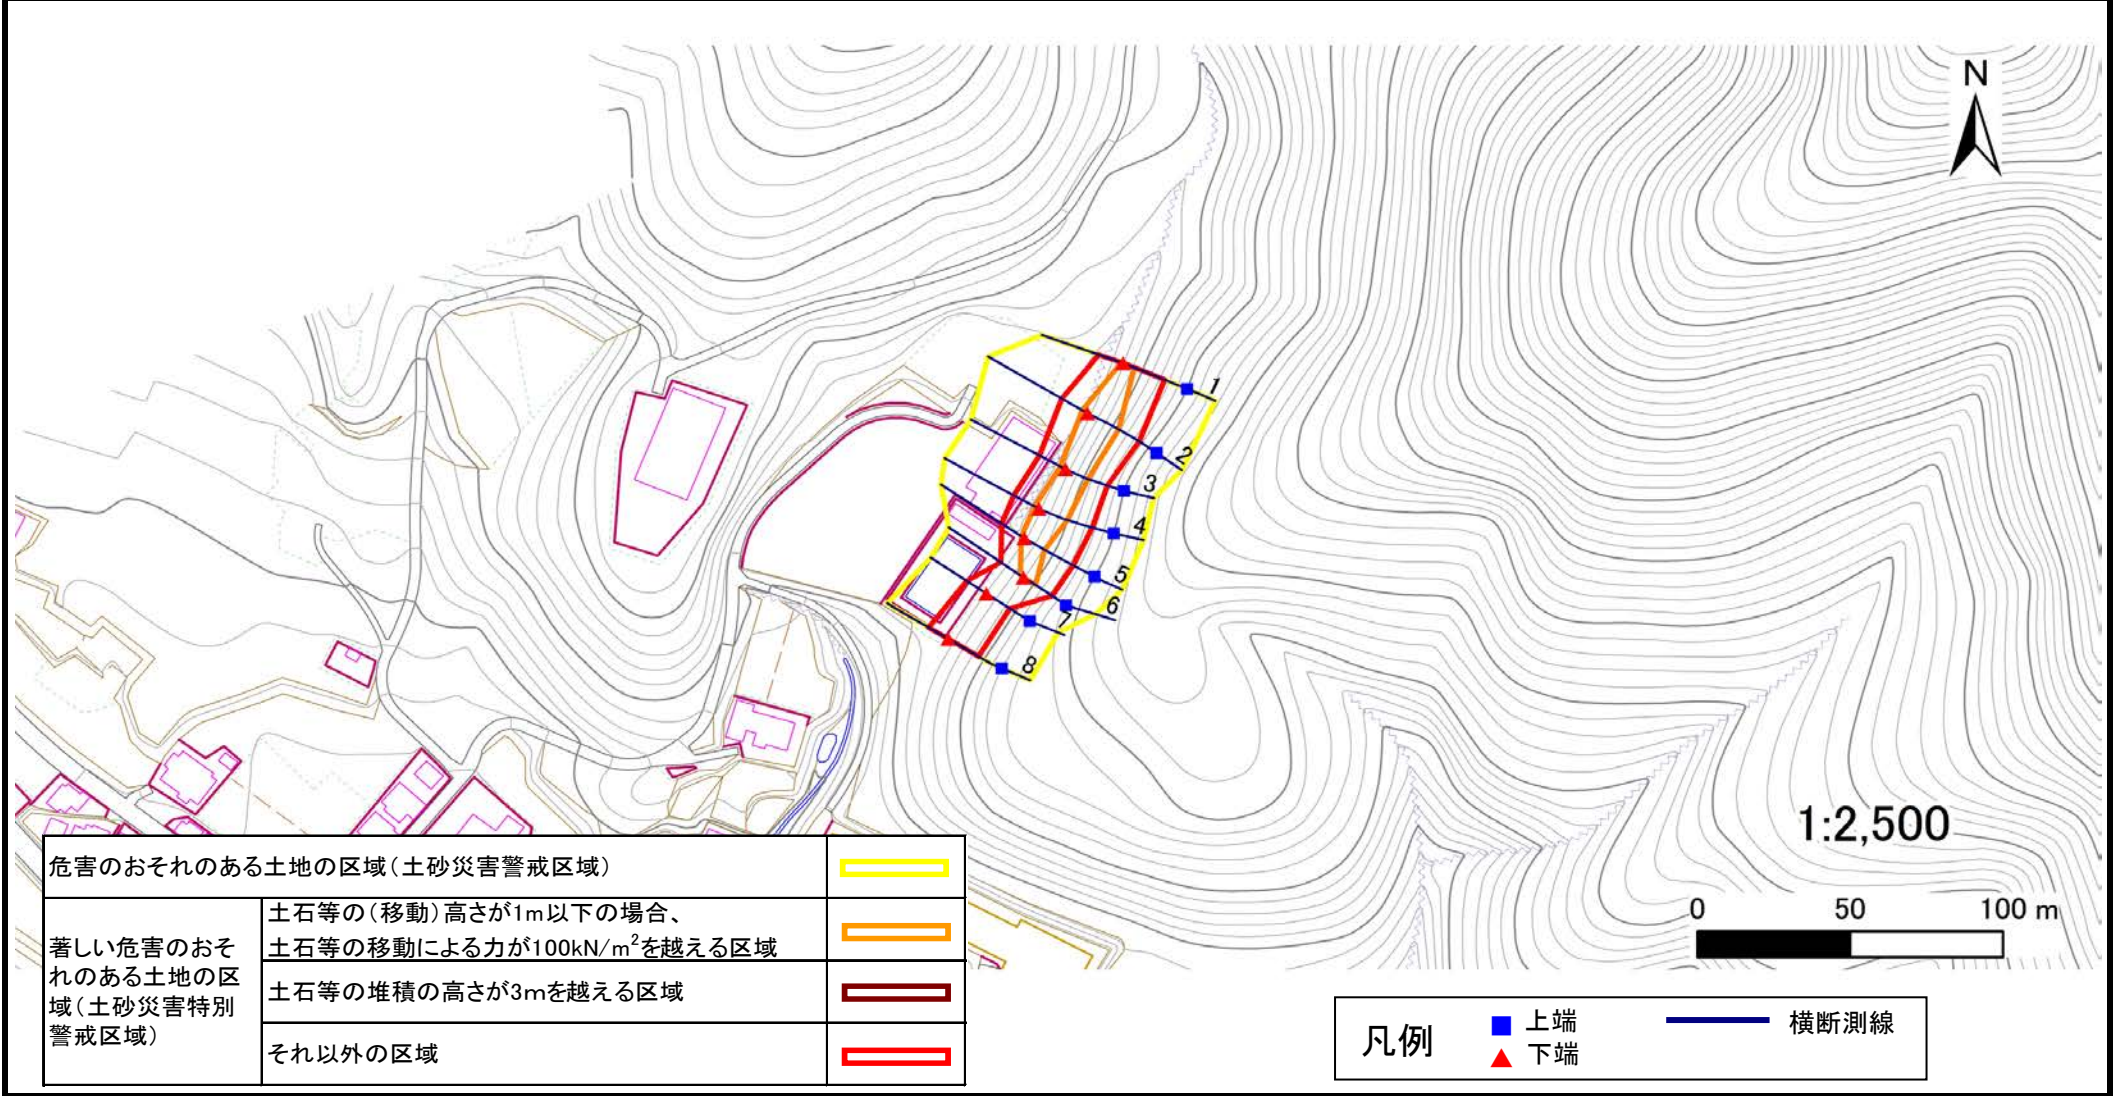 N
1
2
3
4
5
6
7
8
1:2,500
0 50 100 m
危害のおそれのある土地の区域(土砂災害警戒区域)
著しい危害のおそ
れのある土地の区
域(土砂災害特別
警戒区域)
土石等の(移動)高さが1m以下の場合、
土石等の移動による力が100kN/m²を越える区域
土石等の堆積の高さが3mを越える区域
それ以外の区域
凡例
上端
下端
横断測線